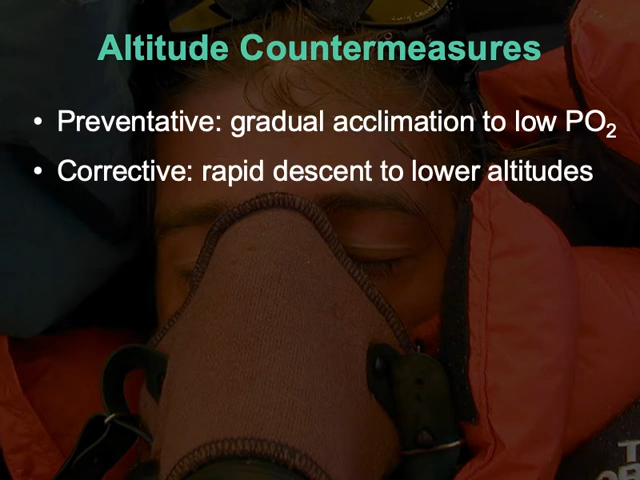 Altitude Countermeasures
• Preventative: gradual acclimation to low PO₂
• Corrective: rapid descent to lower altitudes